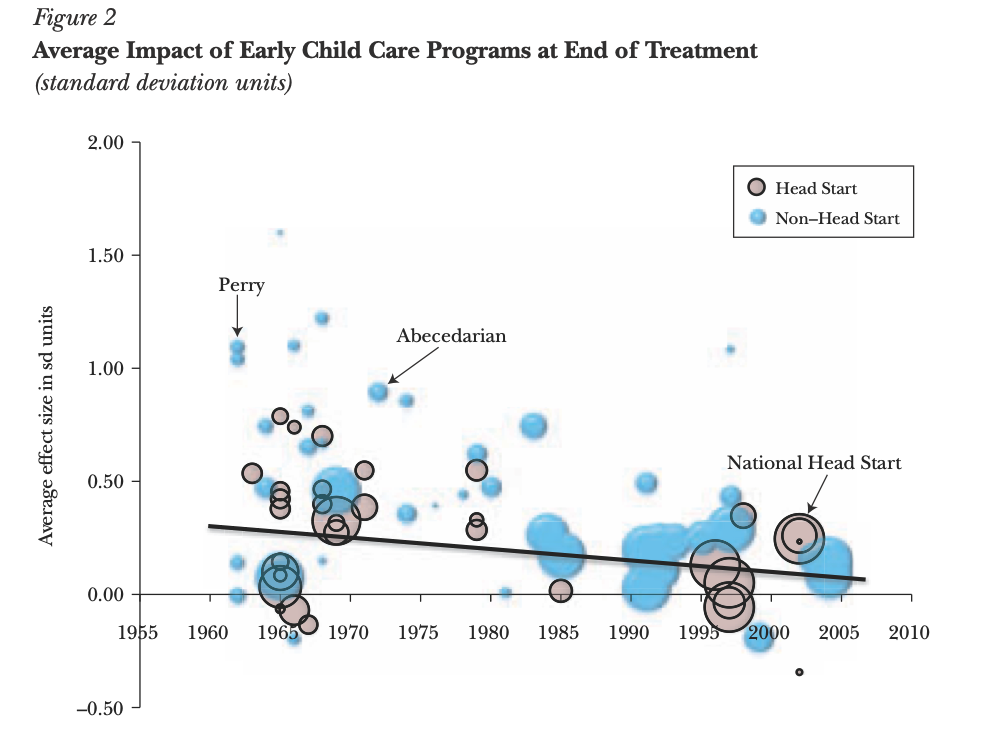 Figure 2
Average Impact of Early Child Care Programs at End of Treatment
(standard deviation units)
2.00
Head Start
Non–Head Start
1.50
Perry
Abecedarian
1.00
National Head Start
0.50
0.00
1955 1960 1965 1970 1975 1980 1985 1990 1995 2000 2005 2010
–0.50
Average effect size in sd units